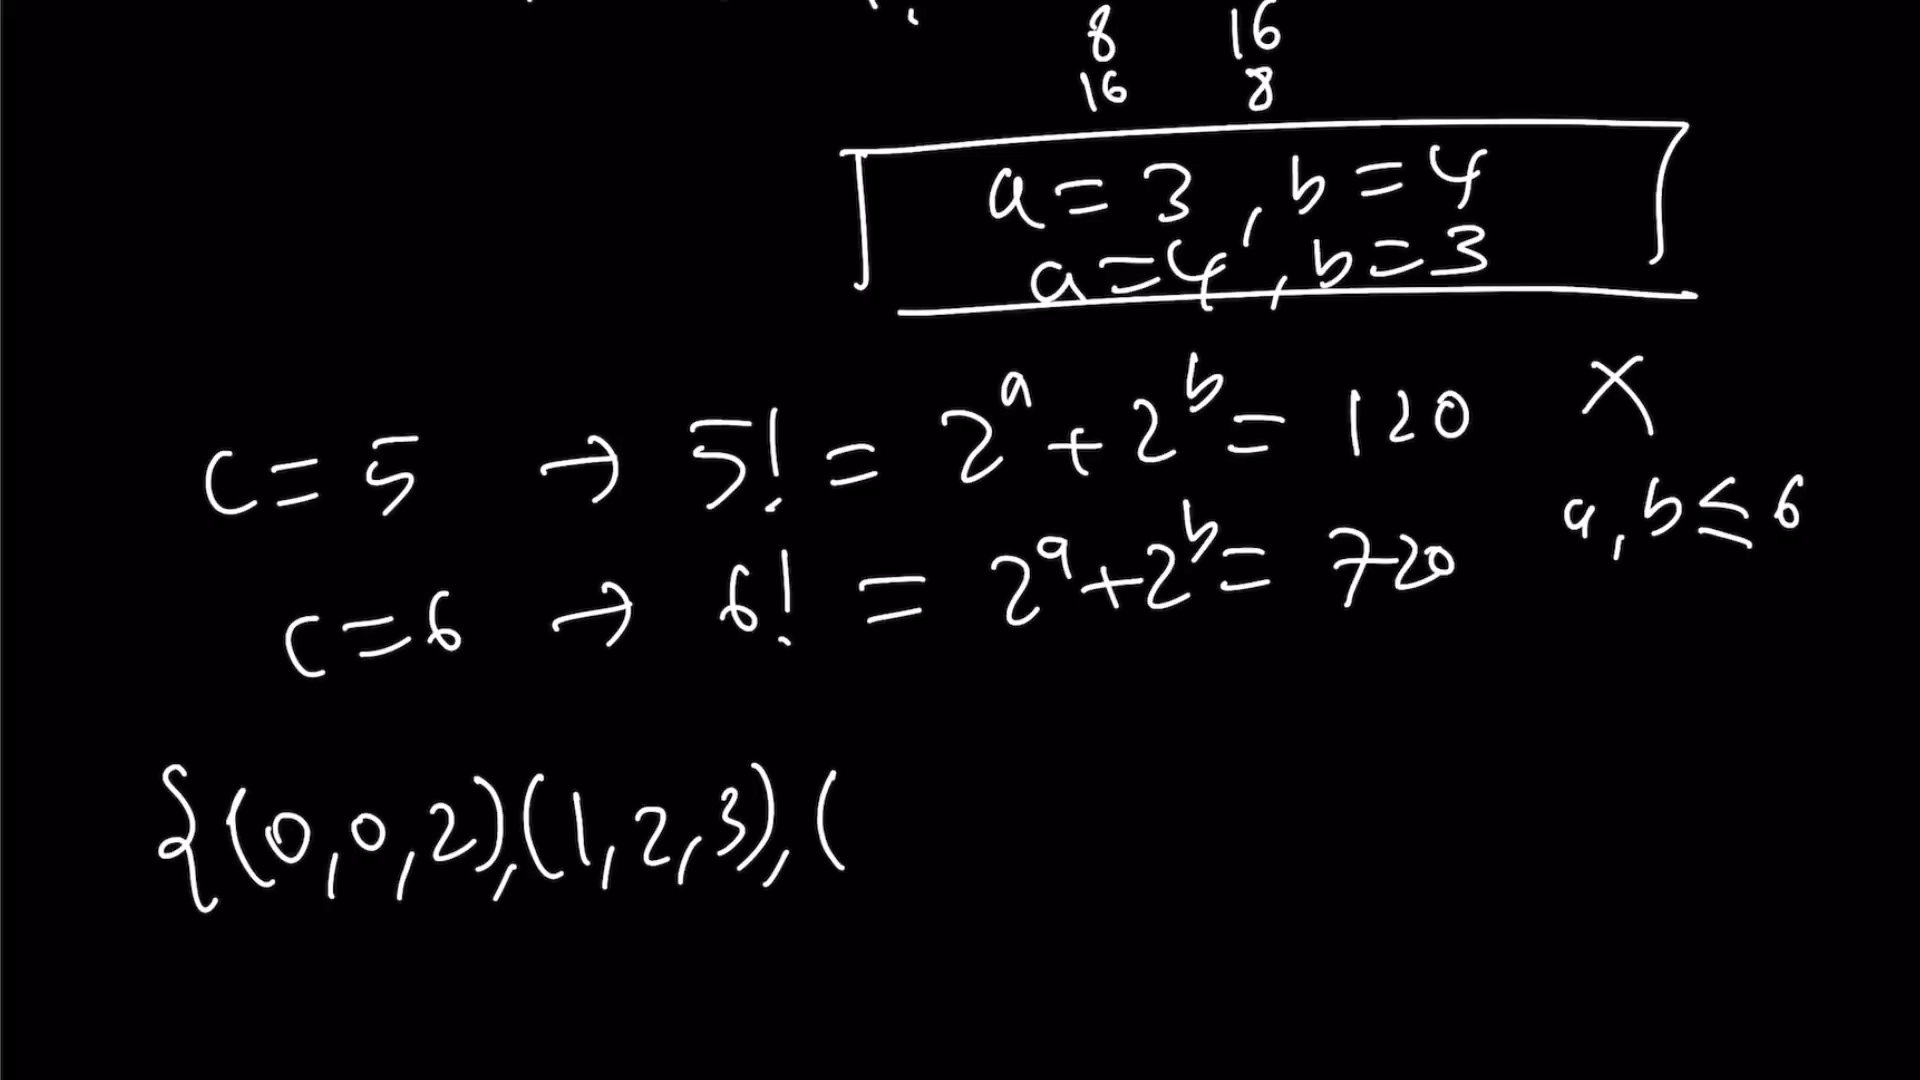 8 16
16 8
a = 3, b = 4
a = 4, b = 3
c = 5 → 5! = 2^a + 2^b = 120 X
a, b ≤ 6
c = 6 → 6! = 2^a + 2^b = 720
{(0,0,2),(1,2,3),(